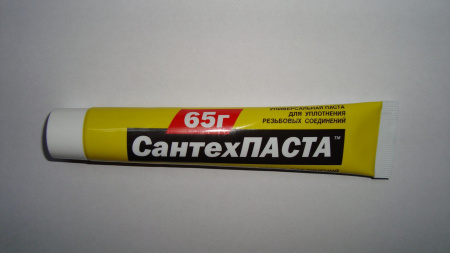 65г
УНИВЕРСАЛЬНАЯ ПАСТА
ДЛЯ УПЛОТНЕНИЯ
РЕЗЬБОВЫХ СОЕДИНЕНИЙ
СантехПАСТА™